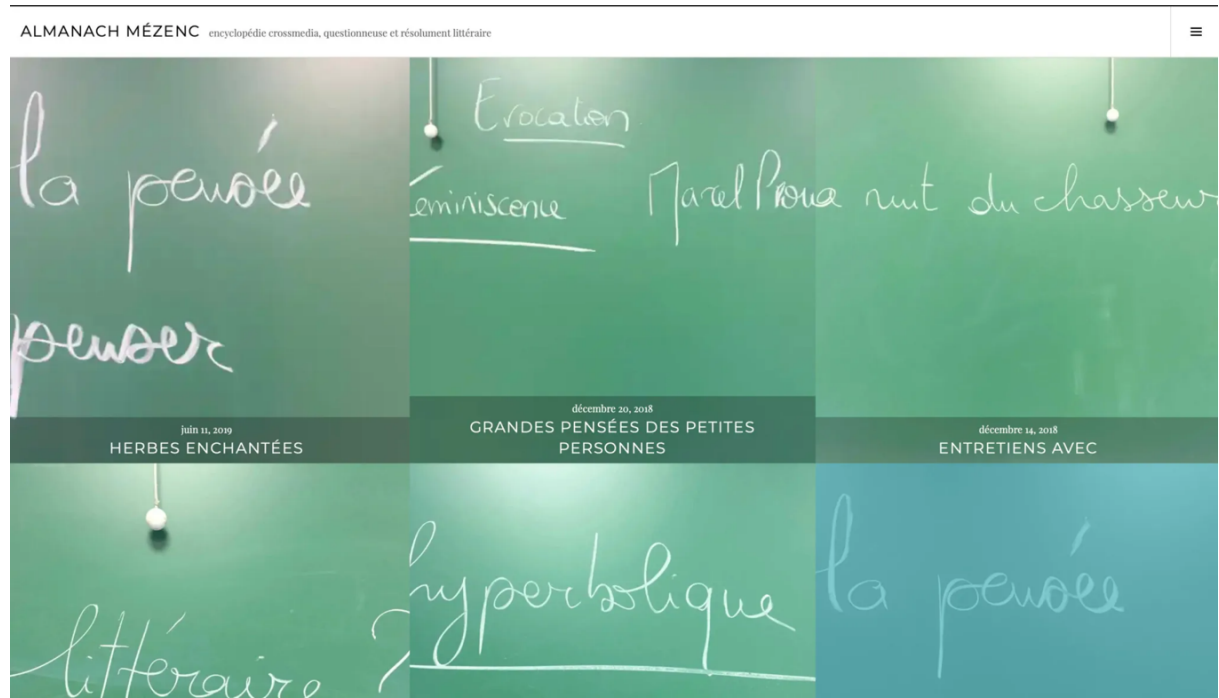 ALMANACH MÉZENC encyclopédie crossmedia, questionneuse et résolument littéraire
la pensée
penser
juin 11, 2019
HERBES ENCHANTÉES
Evocation
réminiscence
Marcel Prou
décembre 20, 2018
GRANDES PENSÉES DES PETITES
PERSONNES
nuit du chasseur
décembre 14, 2018
ENTRETIENS AVEC
littéraire ?
hyperbolique
la pensée